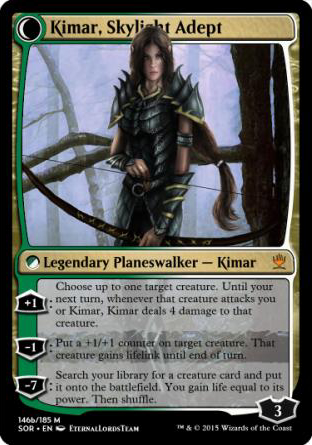 Kimar, Skylight Adept
Legendary Planeswalker — Kimar
+1:
Choose up to one target creature. Until your
next turn, whenever that creature attacks you
or Kimar, Kimar deals 4 damage to that
creature.
-1:
Put a +1/+1 counter on target creature. That
creature gains lifelink until end of turn.
-7:
Search your library for a creature card and put
it onto the battlefield. You gain life equal to its
power. Then shuffle.
3
146b/185 M
SOR • EN EternalLordsTeam
™ & © 2015 Wizards of the Coast